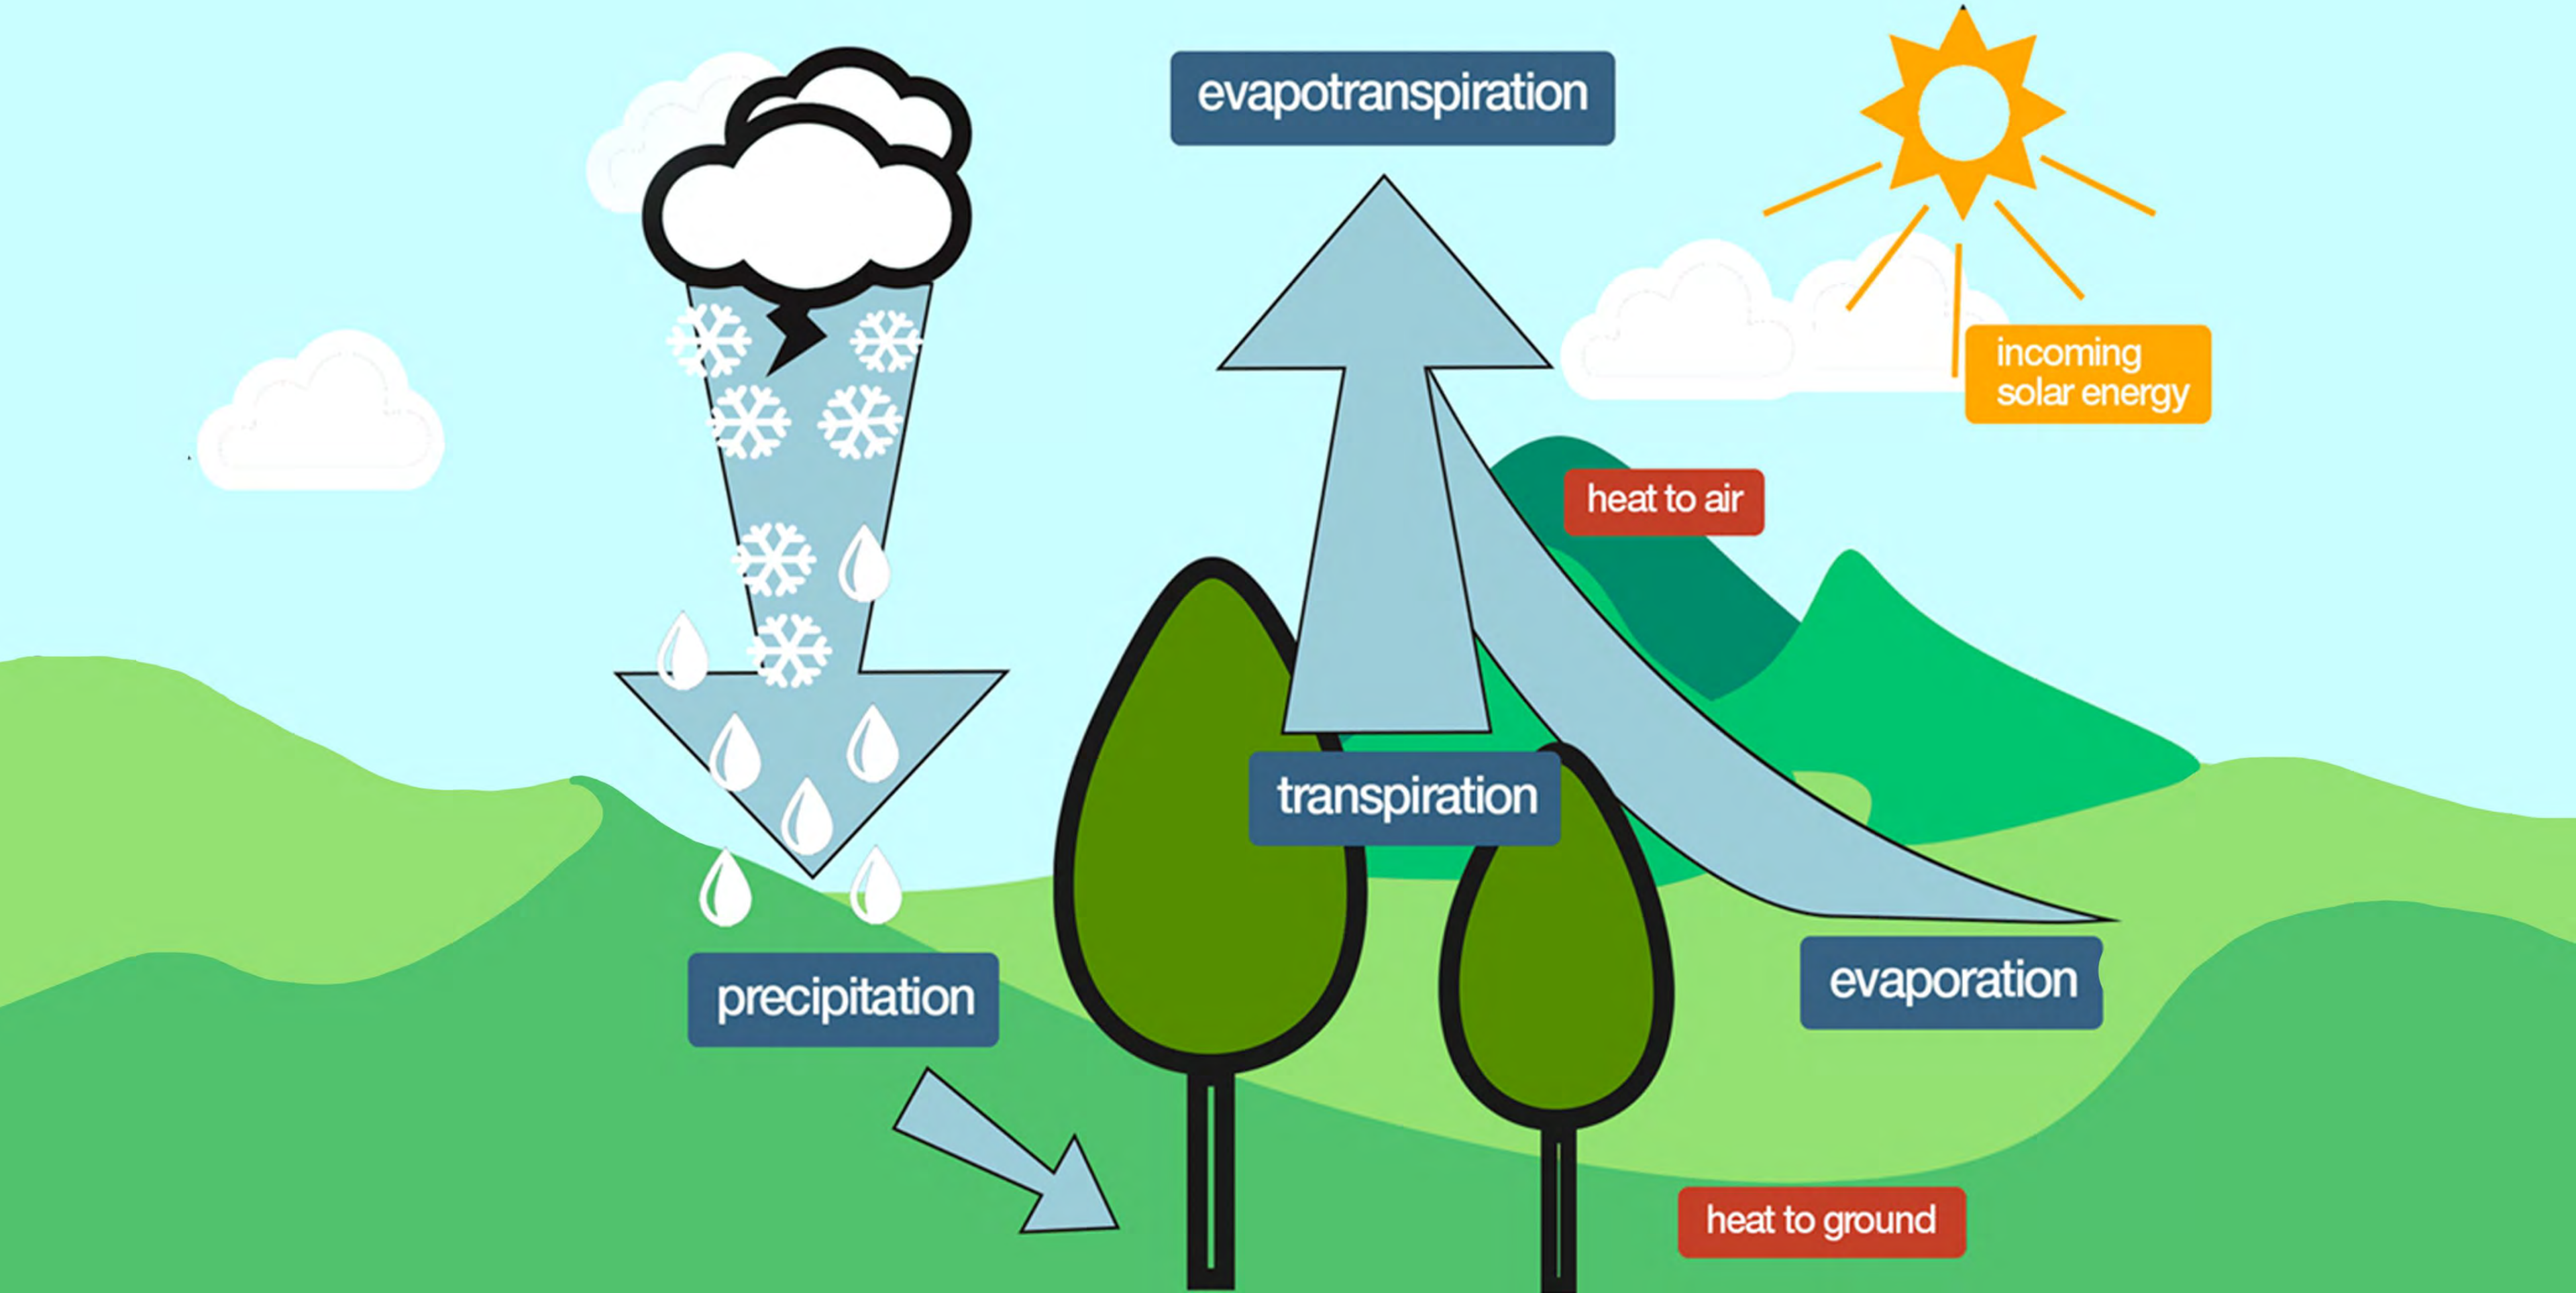 evapotranspiration
incoming
solar energy
heat to air
transpiration
evaporation
precipitation
heat to ground